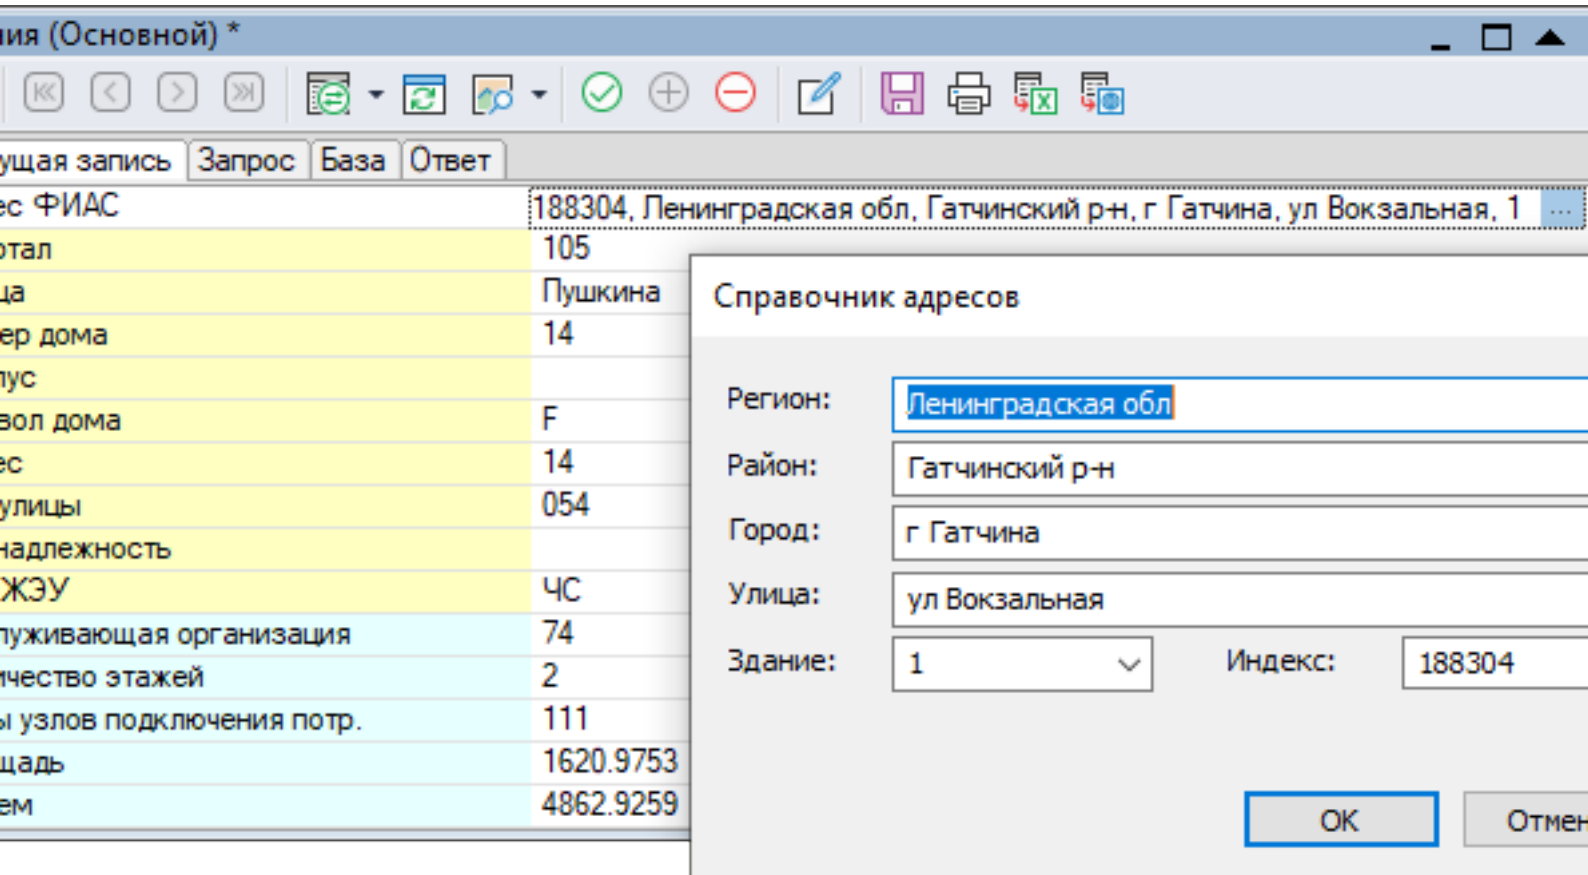 ния (Основной) *
ущая запись Запрос База Ответ
ес ФИАС 188304, Ленинградская обл, Гатчинский р-н, г Гатчина, ул Вокзальная, 1 ...
отал 105
ца Пушкина
ер дома 14
пус
вол дома F
ес 14
улицы 054
надлежность
ЖЭУ ЧС
луживающая организация 74
ичество этажей 2
ы узлов подключения потр. 111
щадь 1620.9753
ем 4862.9259
Справочник адресов
Регион: Ленинградская обл
Район: Гатчинский р-н
Город: г Гатчина
Улица: ул Вокзальная
Здание: 1 Индекс: 188304
ОК Отмен